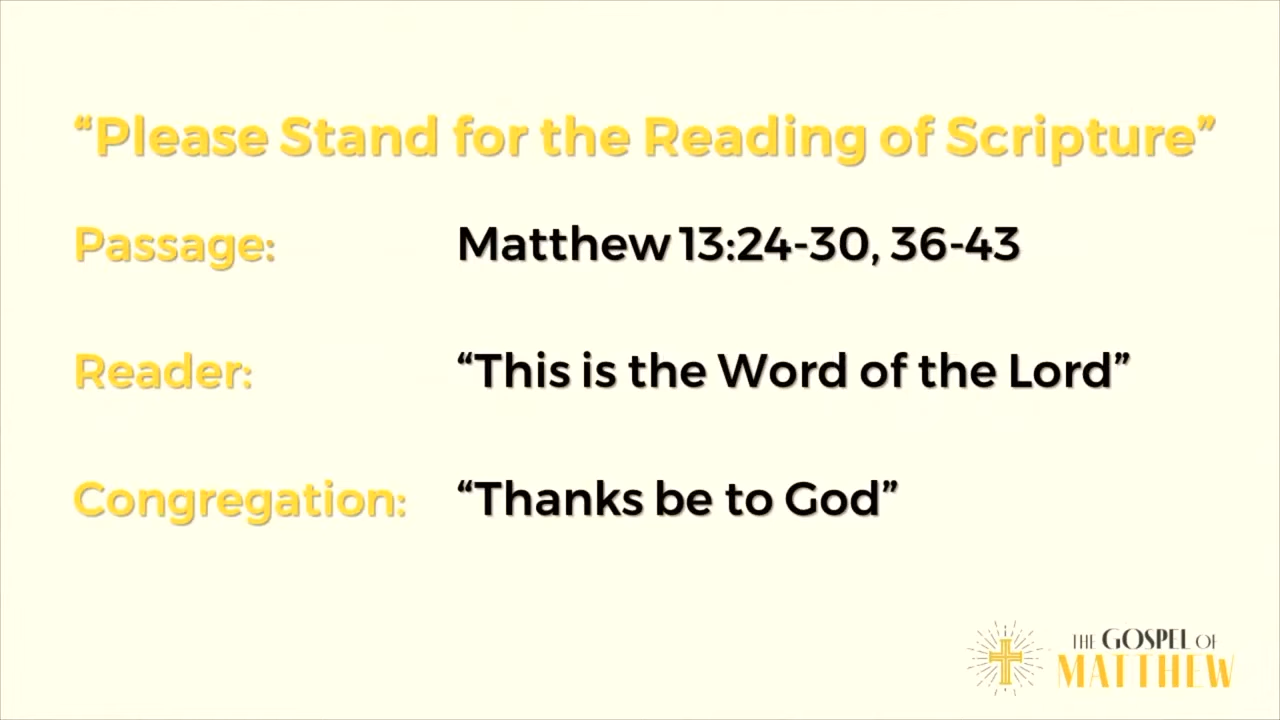 “Please Stand for the Reading of Scripture”
Passage: Matthew 13:24-30, 36-43
Reader: “This is the Word of the Lord”
Congregation: “Thanks be to God”
THE GOSPEL OF
MATTHEW